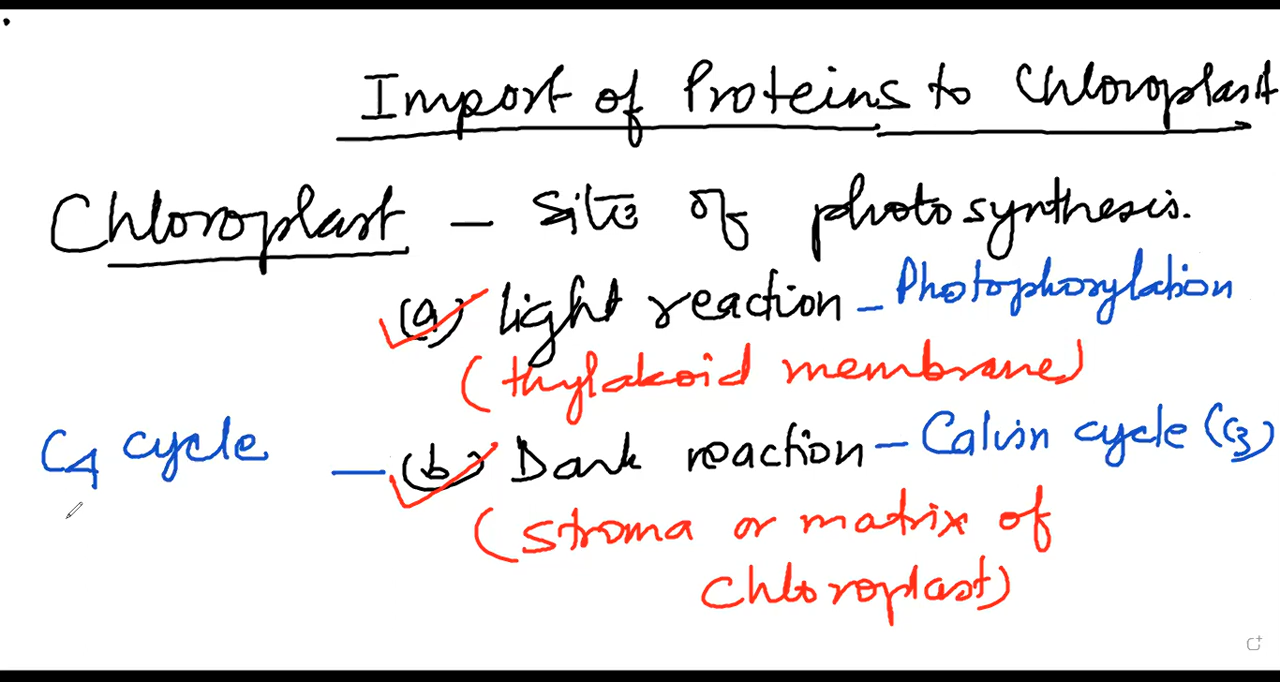 Import of Proteins to Chloroplast
Chloroplast - Site of photosynthesis.
(a) light reaction - Photophosylation
(thylakoid membrane)
C4 cycle - (b) Dark reaction - Calvin cycle (C3)
(stroma or matrix of
chloroplast)